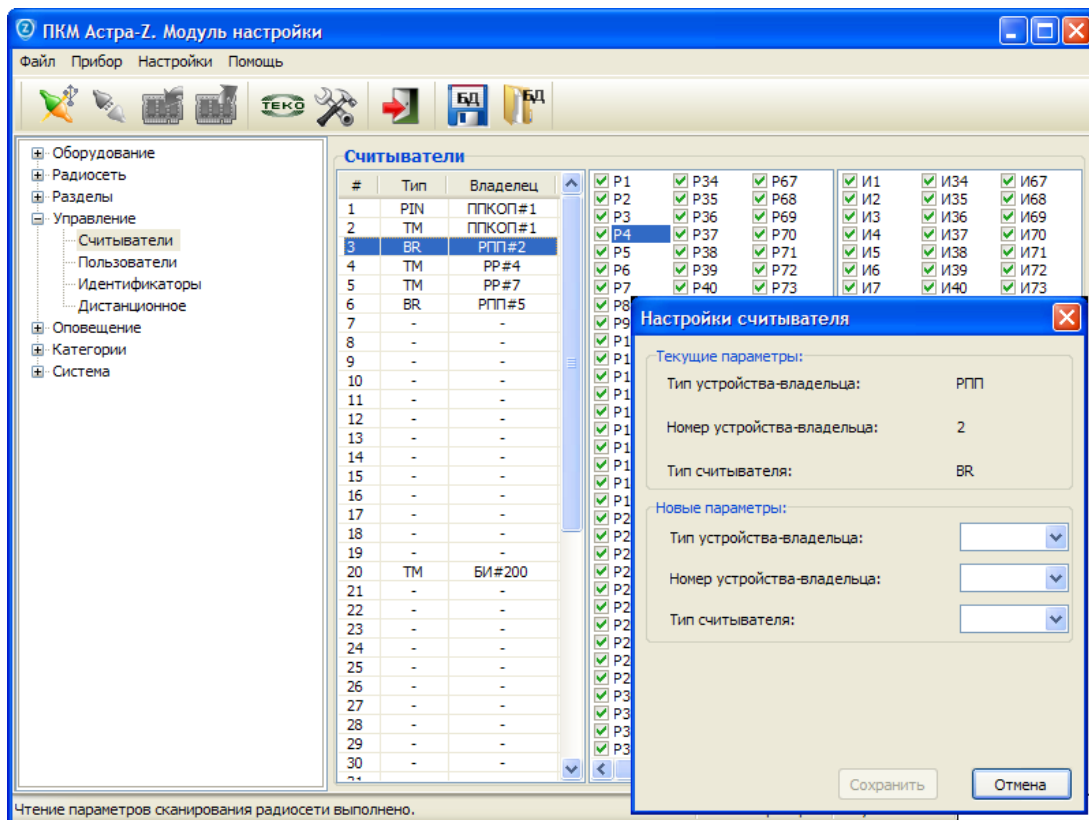 ПКМ Астра-Z. Модуль настройки
Файл Прибор Настройки Помощь
ТЕКО БД БД
Оборудование
Радиосеть
Разделы
Управление
Считыватели
Пользователи
Идентификаторы
Дистанционное
Оповещение
Категории
Система
Считыватели
# Тип Владелец
1 PIN ППКОП#1
2 TM ППКОП#1
3 BR РПП#2
4 TM РР#4
5 TM РР#7
6 BR РПП#5
7 - -
8 - -
9 - -
10 - -
11 - -
12 - -
13 - -
14 - -
15 - -
16 - -
17 - -
18 - -
19 - -
20 TM БИ#200
21 - -
22 - -
23 - -
24 - -
25 - -
26 - -
27 - -
28 - -
29 - -
30 - -
Р1 Р34 Р67 И1 И34 И67
Р2 Р35 Р68 И2 И35 И68
Р3 Р36 Р69 И3 И36 И69
Р4 Р37 Р70 И4 И37 И70
Р5 Р38 Р71 И5 И38 И71
Р6 Р39 Р72 И6 И39 И72
Р7 Р40 Р73 И7 И40 И73
Настройки считывателя
Текущие параметры:
Тип устройства-владельца: РПП
Номер устройства-владельца: 2
Тип считывателя: BR
Новые параметры:
Тип устройства-владельца:
Номер устройства-владельца:
Тип считывателя:
Сохранить Отмена
Чтение параметров сканирования радиосети выполнено.